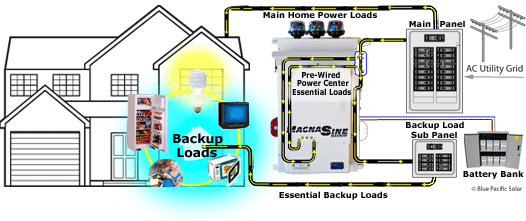 Main Home Power Loads
Main Panel
AC Utility Grid
Pre-Wired
Power Center
Essential Loads
MAGNASINE
Backup
Loads
Backup Load
Sub Panel
Battery Bank
© Blue Pacific Solar
Essential Backup Loads